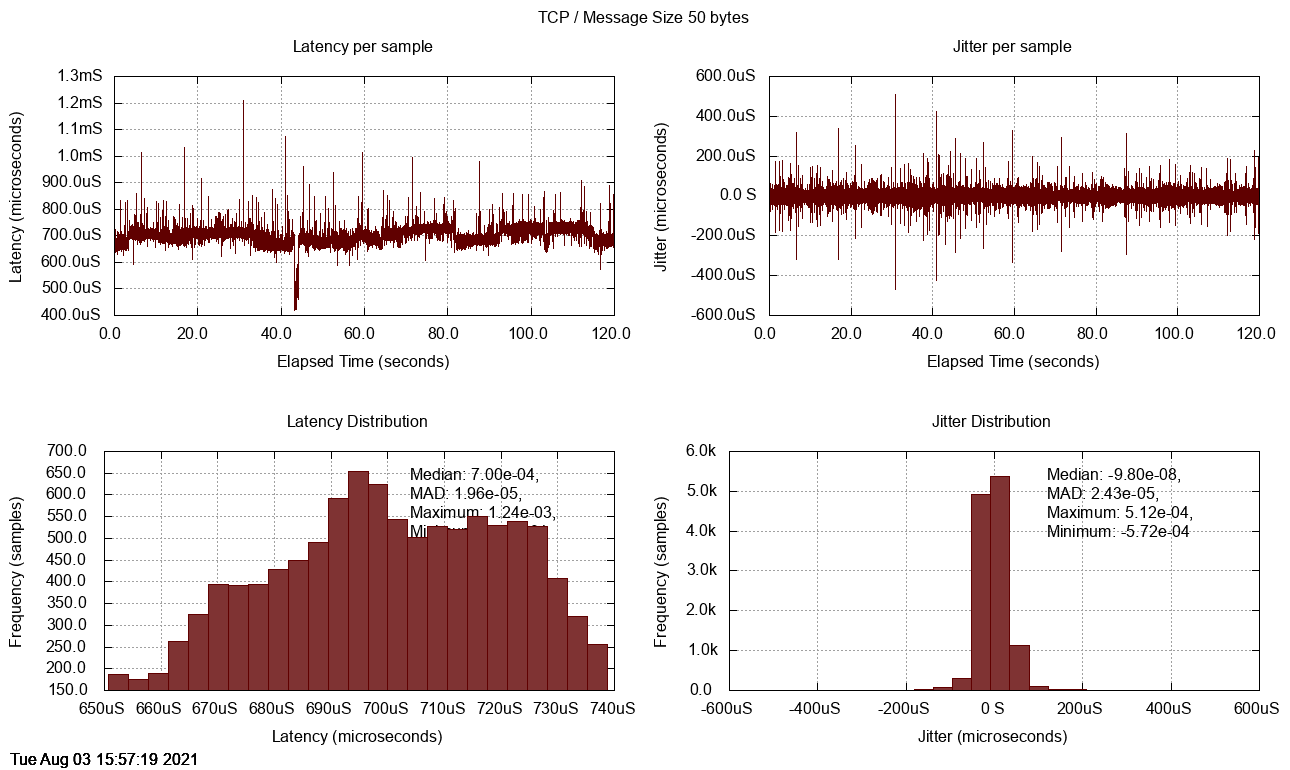 TCP / Message Size 50 bytes
Latency per sample
1.3mS
1.2mS
1.1mS
1.0mS
900.0uS
800.0uS
700.0uS
600.0uS
500.0uS
400.0uS
Latency (microseconds)
0.0 20.0 40.0 60.0 80.0 100.0 120.0
Elapsed Time (seconds)
Jitter per sample
600.0uS
400.0uS
200.0uS
0.0 S
-200.0uS
-400.0uS
-600.0uS
Jitter (microseconds)
0.0 20.0 40.0 60.0 80.0 100.0 120.0
Elapsed Time (seconds)
Latency Distribution
700.0
650.0
600.0
550.0
500.0
450.0
400.0
350.0
300.0
250.0
200.0
150.0
Frequency (samples)
Median: 7.00e-04,
MAD: 1.96e-05,
Maximum: 1.24e-03,
650uS 660uS 670uS 680uS 690uS 700uS 710uS 720uS 730uS 740uS
Latency (microseconds)
Jitter Distribution
6.0k
5.0k
4.0k
3.0k
2.0k
1.0k
0.0
Frequency (samples)
Median: -9.80e-08,
MAD: 2.43e-05,
Maximum: 5.12e-04,
Minimum: -5.72e-04
-600uS -400uS -200uS 0 S 200uS 400uS 600uS
Jitter (microseconds)
Tue Aug 03 15:57:19 2021